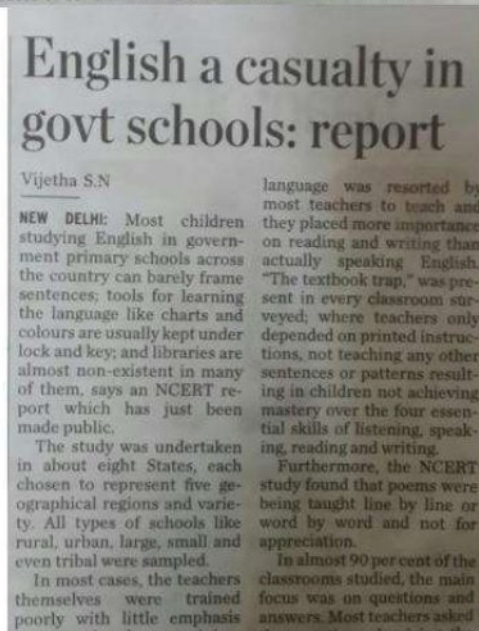 English a casualty in
govt schools: report
Vijetha S.N
NEW DELHI: Most children
studying English in govern-
ment primary schools across
the country can barely frame
sentences; tools for learning
the language like charts and
colours are usually kept under
lock and key; and libraries are
almost non-existent in many
of them, says an NCERT re-
port which has just been
made public.
The study was undertaken
in about eight States, each
chosen to represent five ge-
ographical regions and varie-
ty. All types of schools like
rural, urban, large, small and
even tribal were sampled.
In most cases, the teachers
themselves were trained
poorly with little emphasis
language was resorted by
most teachers to teach and
they placed more importance
on reading and writing than
actually speaking English.
"The textbook trap," was pre-
sent in every classroom sur-
veyed; where teachers only
depended on printed instruc-
tions, not teaching any other
sentences or patterns result-
ing in children not achieving
mastery over the four essen-
tial skills of listening, speak-
ing, reading and writing.
Furthermore, the NCERT
study found that poems were
being taught line by line or
word by word and not for
appreciation.
In almost 90 per cent of the
classrooms studied, the main
focus was on questions and
answers. Most teachers asked